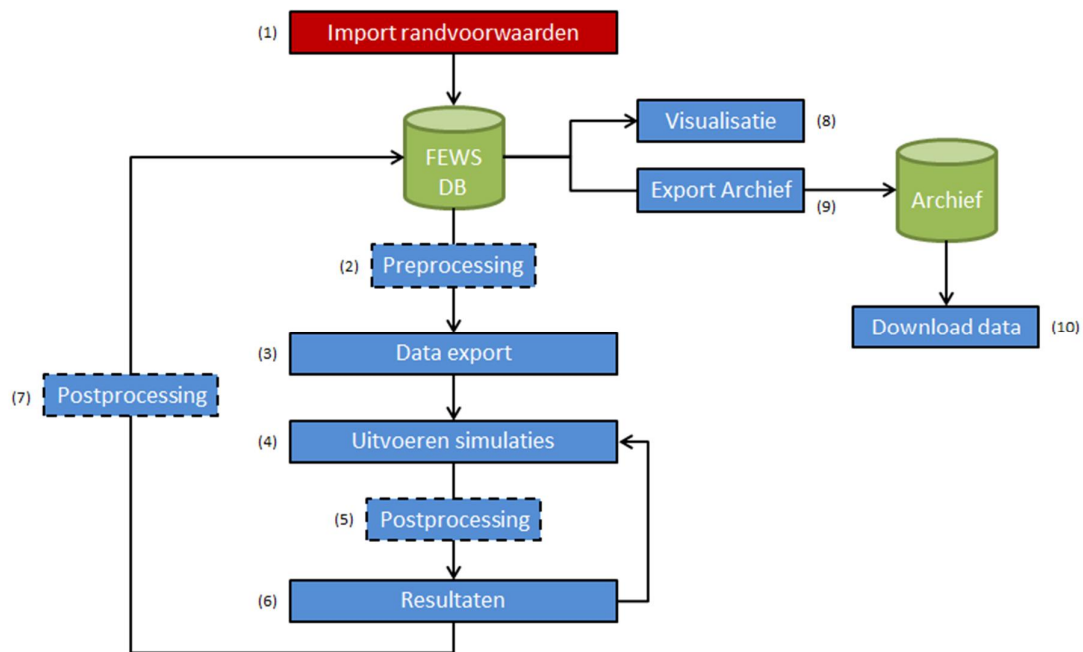 (1)
Import randvoorwaarden
FEWS
DB
Visualisatie
(8)
Export Archief
(9)
Archief
(2)
Preprocessing
Download data
(10)
(3)
Data export
(7)
Postprocessing
(4)
Uitvoeren simulaties
(5)
Postprocessing
(6)
Resultaten